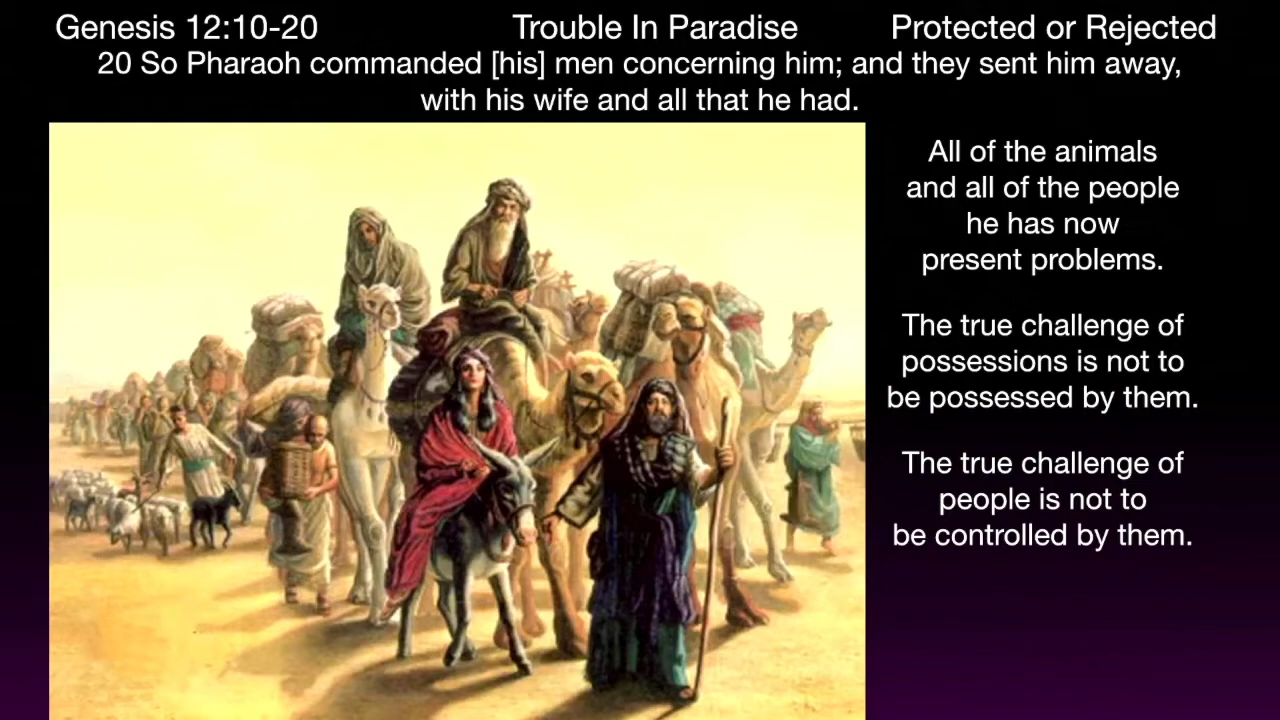 Genesis 12:10-20 Trouble In Paradise Protected or Rejected
20 So Pharaoh commanded [his] men concerning him; and they sent him away,
with his wife and all that he had.
All of the animals
and all of the people
he has now
present problems.
The true challenge of
possessions is not to
be possessed by them.
The true challenge of
people is not to
be controlled by them.